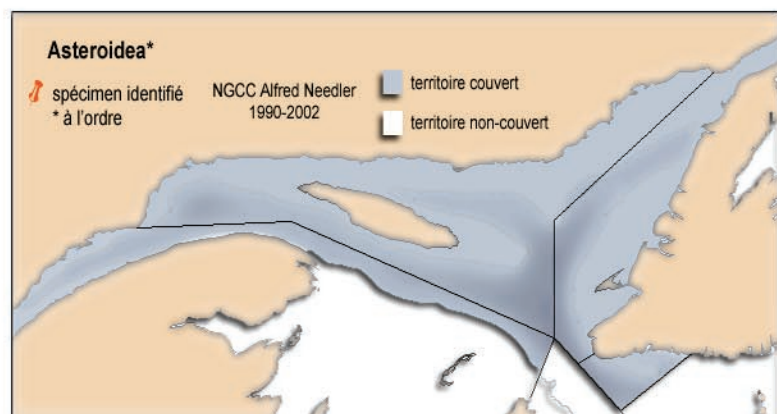 Asteroidea*
spécimen identifié
* à l'ordre
NGCC Alfred Needler
1990-2002
territoire couvert
territoire non-couvert